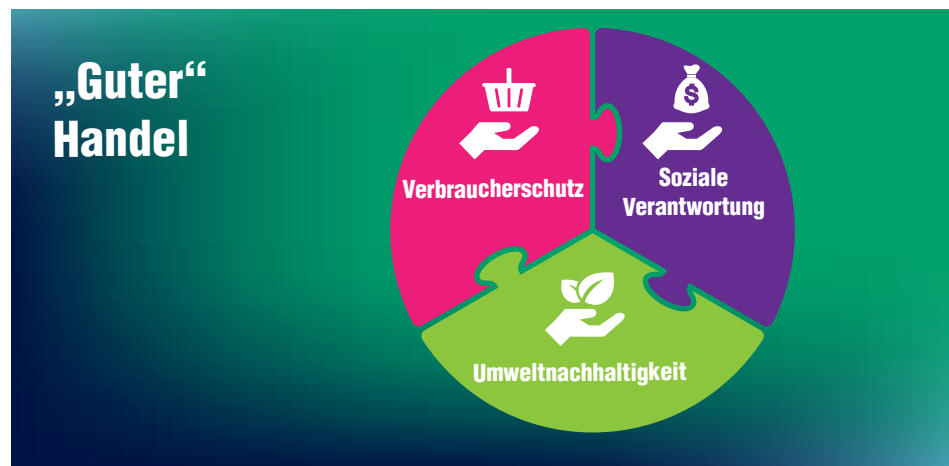 „Guter“
Handel
Verbraucherschutz
$
Soziale
Verantwortung
Umweltnachhaltigkeit